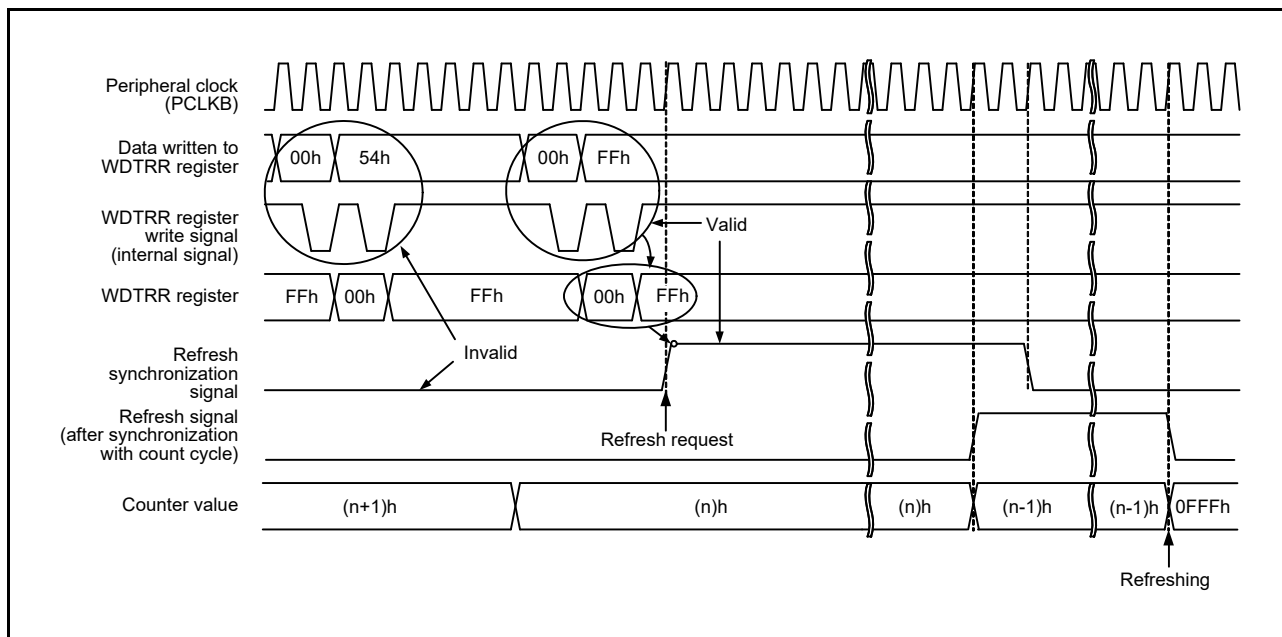 Peripheral clock
(PCLKB)
Data written to
WDTRR register
00h 54h 00h FFh
WDTRR register
write signal
(internal signal)
Valid
WDTRR register
FFh 00h FFh 00h FFh
Invalid
Refresh
synchronization
signal
Refresh request
Refresh signal
(after synchronization
with count cycle)
Counter value
(n+1)h (n)h (n)h (n-1)h (n-1)h 0FFFh
Refreshing